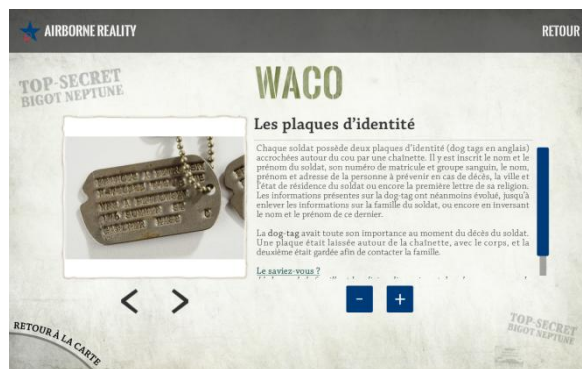 AIRBORNE REALITY
RETOUR
TOP-SECRET
BIGOT NEPTUNE
WACO
Les plaques d'identité
Chaque soldat possède deux plaques d'identité (dog tags en anglais)
accrochées autour du cou par une chaînette. Il y est inscrit le nom et le
prénom du soldat, son numéro de matricule et groupe sanguin, le nom,
prénom et adresse de la personne à prévenir en cas de décès, la ville et
l'état de résidence du soldat ou encore la première lettre de sa religion.
Les informations présentes sur la dog-tag ont néanmoins évolué, jusqu'à
enlever les informations sur la famille du soldat, ou encore en inversant
le nom et le prénom de ce dernier.
La dog-tag avait toute son importance au moment du décès du soldat.
Une plaque était laissée autour de la chaînette, avec le corps, et la
deuxième était gardée afin de contacter la famille.
Le saviez-vous ?
- +
RETOUR À LA CARTE
TOP-SECRET
BIGOT NEPTUNE